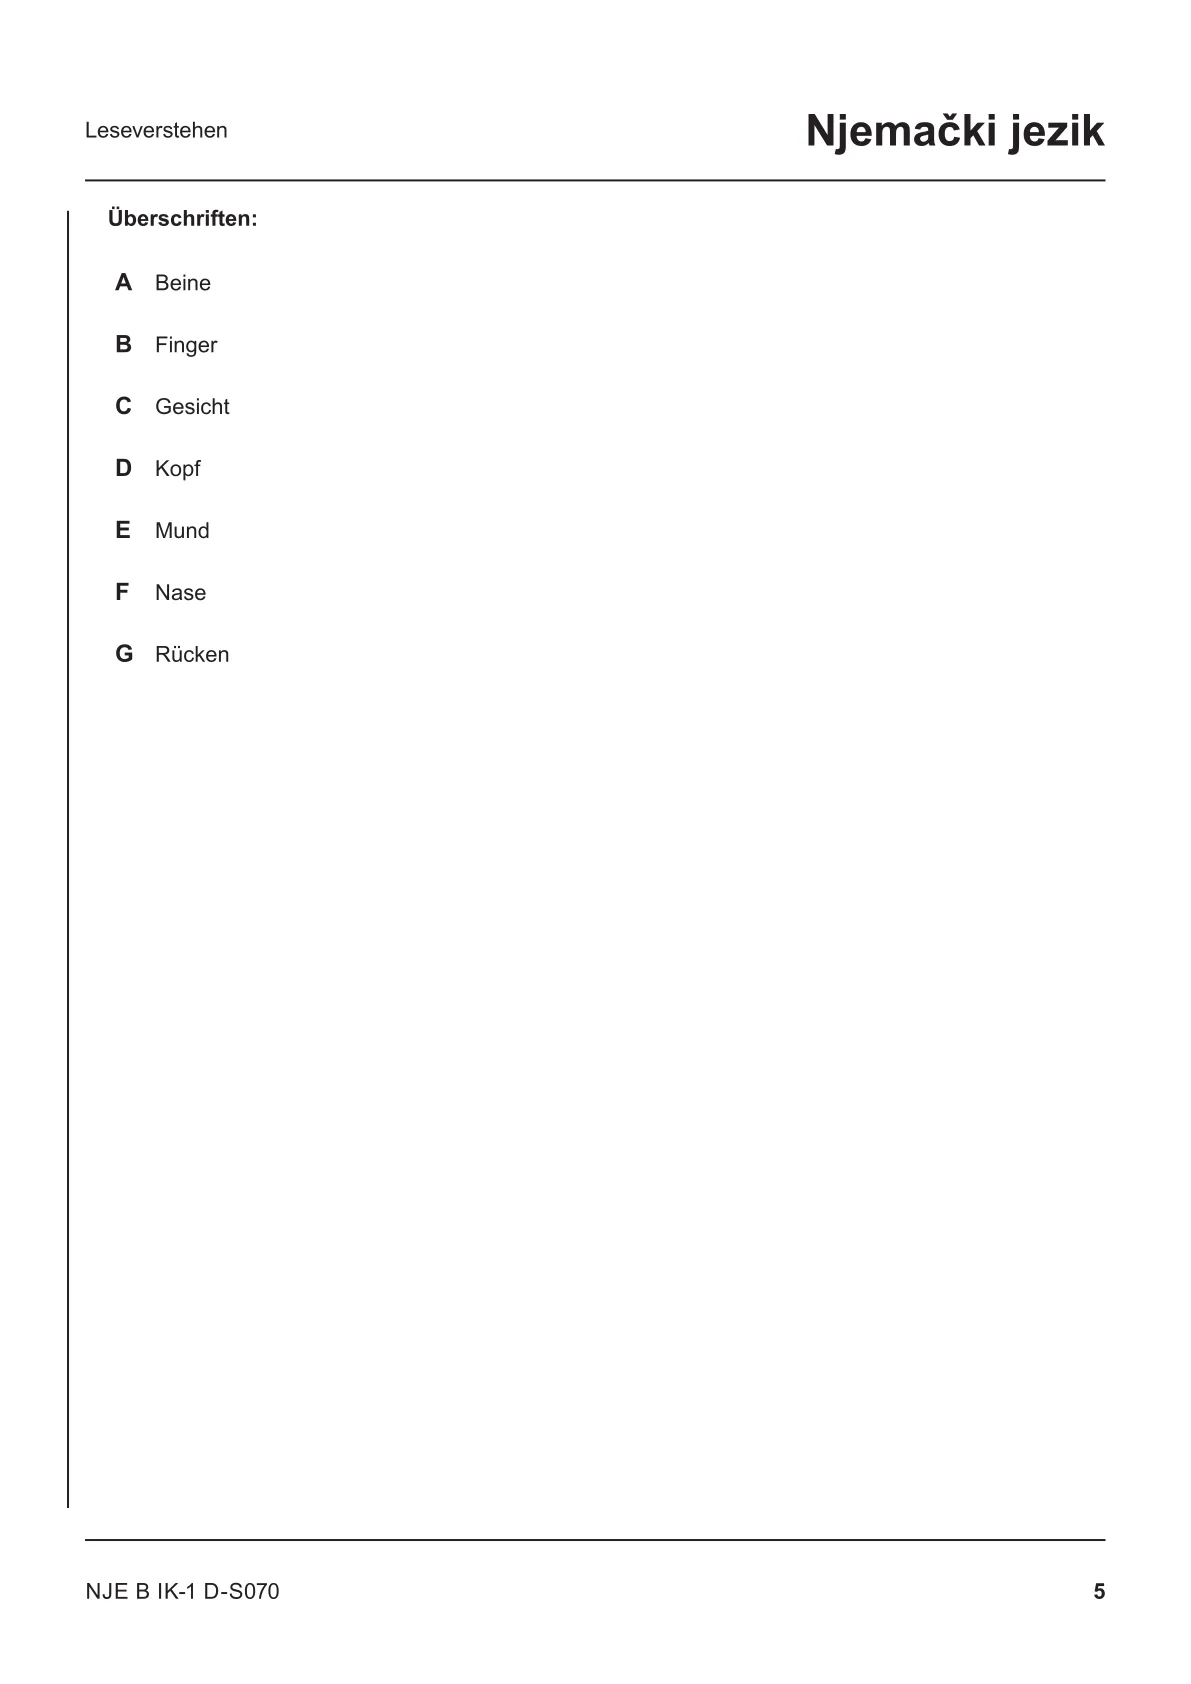 Leseverstehen
Njemački jezik
Überschriften:
A Beine
B Finger
C Gesicht
D Kopf
E Mund
F Nase
G Rücken
NJE B IK-1 D-S070
5